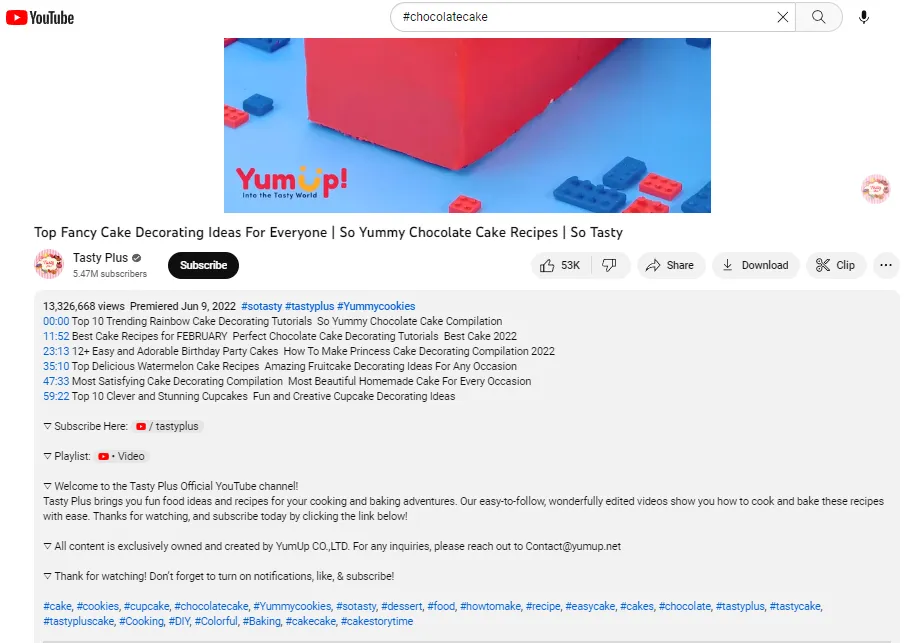 YouTube
#chocolatecake
YumUp!
Into the Tasty World
Top Fancy Cake Decorating Ideas For Everyone | So Yummy Chocolate Cake Recipes | So Tasty
Tasty Plus
5.47M subscribers
Subscribe
53K
Share
Download
Clip
13,326,668 views Premiered Jun 9, 2022 #sotasty #tastyplus #Yummycookies
00:00 Top 10 Trending Rainbow Cake Decorating Tutorials So Yummy Chocolate Cake Compilation
11:52 Best Cake Recipes for FEBRUARY Perfect Chocolate Cake Decorating Tutorials Best Cake 2022
23:13 12+ Easy and Adorable Birthday Party Cakes How To Make Princess Cake Decorating Compilation 2022
35:10 Top Delicious Watermelon Cake Recipes Amazing Fruitcake Decorating Ideas For Any Occasion
47:33 Most Satisfying Cake Decorating Compilation Most Beautiful Homemade Cake For Every Occasion
59:22 Top 10 Clever and Stunning Cupcakes Fun and Creative Cupcake Decorating Ideas
▽ Subscribe Here: / tastyplus
▽ Playlist: • Video
▽ Welcome to the Tasty Plus Official YouTube channel!
Tasty Plus brings you fun food ideas and recipes for your cooking and baking adventures. Our easy-to-follow, wonderfully edited videos show you how to cook and bake these recipes
with ease. Thanks for watching, and subscribe today by clicking the link below!
▽ All content is exclusively owned and created by YumUp CO.,LTD. For any inquiries, please reach out to Contact@yumup.net
▽ Thank for watching! Don't forget to turn on notifications, like, & subscribe!
#cake, #cookies, #cupcake, #chocolatecake, #Yummycookies, #sotasty, #dessert, #food, #howtomake, #recipe, #easycake, #cakes, #chocolate, #tastyplus, #tastycake,
#tastypluscake, #Cooking, #DIY, #Colorful, #Baking, #cakecake, #cakestorytime